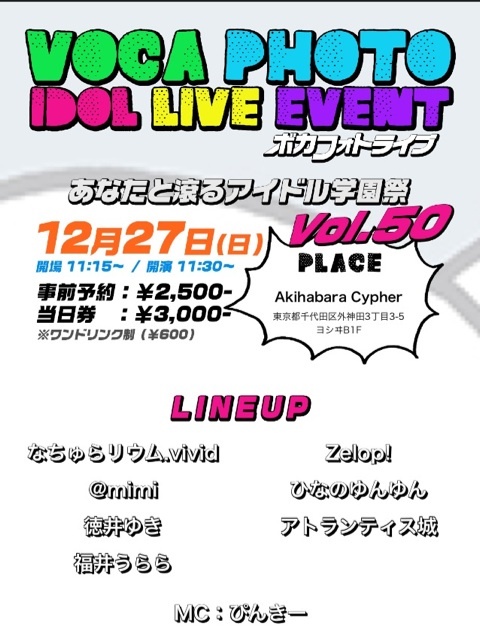 VOCA PHOTO
IDOL LIVE EVENT
ボカフォトライブ
あなたと滾るアイドル学園祭
Vol.50
12月27日(日)
開場 11:15~ / 開演 11:30~
事前予約：￥2,500-
当日券　：￥3,000-
※ワンドリンク制（￥600）
PLACE
Akihabara Cypher
東京都千代田区外神田3丁目3-5
ヨシヰB1F
LINEUP
なちゅらリウム.vivid
Zelop!
@mimi
ひなのゆんゆん
徳井ゆき
アトランティス城
福井うらら
MC：ぴんきー